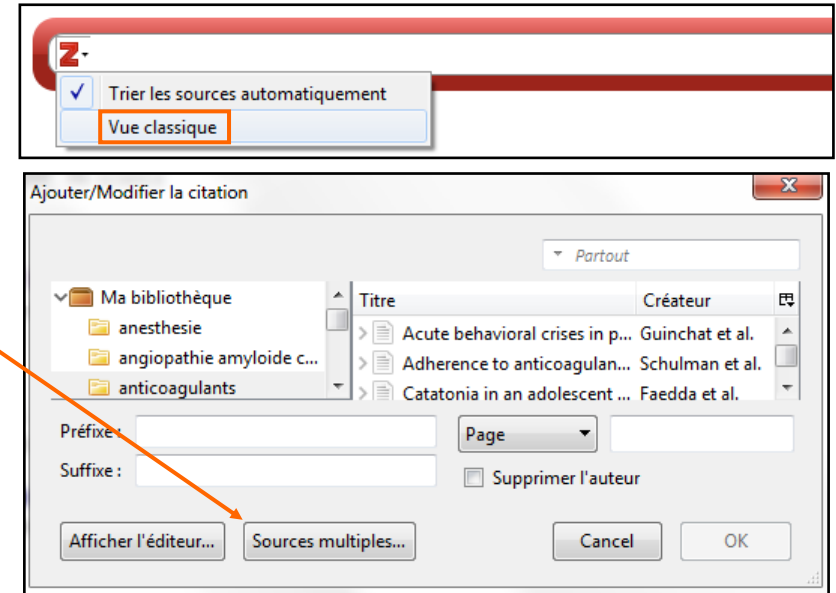 Z
Trier les sources automatiquement
Vue classique
Ajouter/Modifier la citation
Partout
Ma bibliothèque
anesthesie
angiopathie amyloide c...
anticoagulants
Titre Créateur
Acute behavioral crises in p... Guinchat et al.
Adherence to anticoagulan... Schulman et al.
Catatonia in an adolescent ... Faedda et al.
Préfixe :
Page
Suffixe :
Supprimer l'auteur
Afficher l'éditeur... Sources multiples... Cancel OK